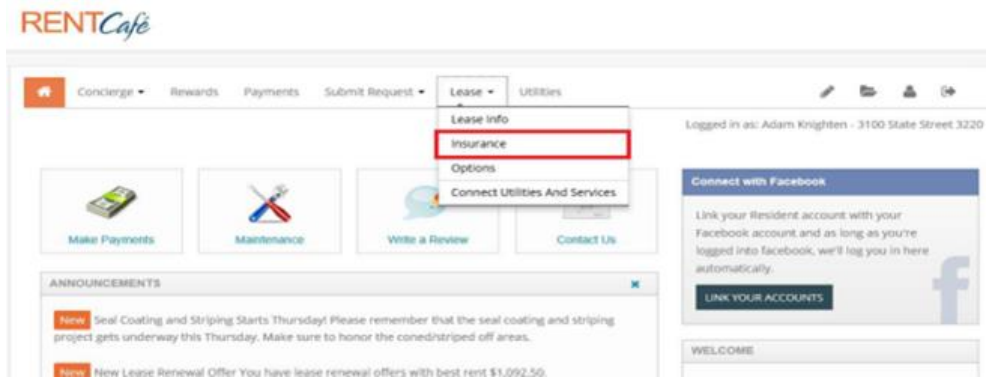 RENTCafé
Concierge Rewards Payments Submit Request Lease Utilities
Lease Info
Insurance
Options
Connect Utilities And Services
Logged in as: Adam Knighten - 3100 State Street 3220
Make Payments
Maintenance
Write a Review
Contact Us
Connect with Facebook
Link your Resident account with your
Facebook account and as long as you're
logged into facebook, we'll log you in here
automatically.
LINK YOUR ACCOUNTS
ANNOUNCEMENTS
New Seal Coating and Striping Starts Thursday! Please remember that the seal coating and striping
project gets underway this Thursday. Make sure to honor the coned/striped off areas.
New New Lease Renewal Offer You have lease renewal offers with best rent $1,092.50.
WELCOME